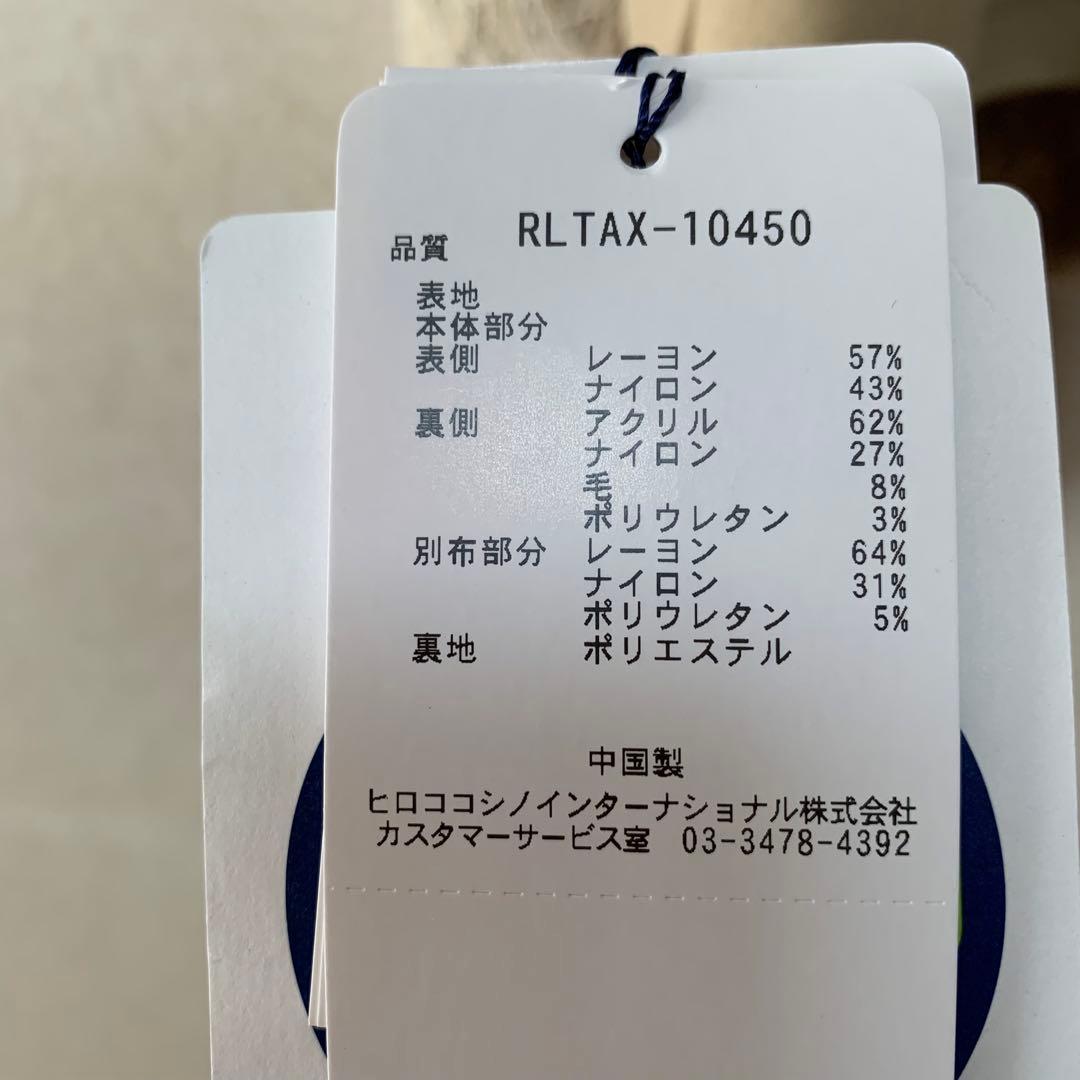 RLTAX-10450
品質
表地
本体部分
表側 レーヨン 57%
ナイロン 43%
裏側 アクリル 62%
ナイロン 27%
毛 8%
ポリウレタン 3%
別布部分 レーヨン 64%
ナイロン 31%
ポリウレタン 5%
裏地 ポリエステル
中国製
ヒロココシノインターナショナル株式会社
カスタマーサービス室 03-3478-4392